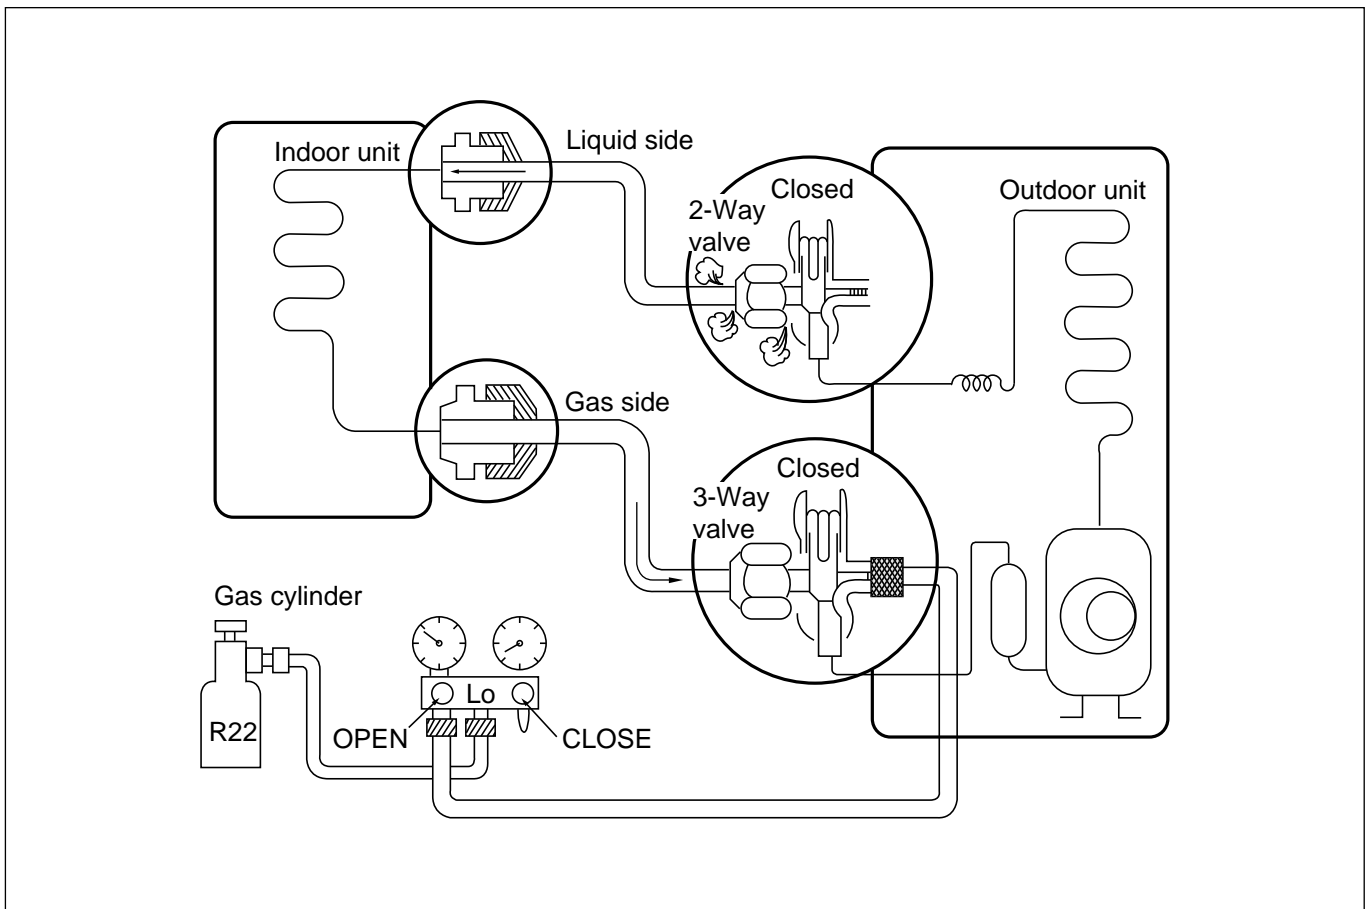 Indoor unit
Liquid side
Closed
2-Way
valve
Outdoor unit
Gas side
Closed
3-Way
valve
Gas cylinder
R22
Lo
OPEN
CLOSE